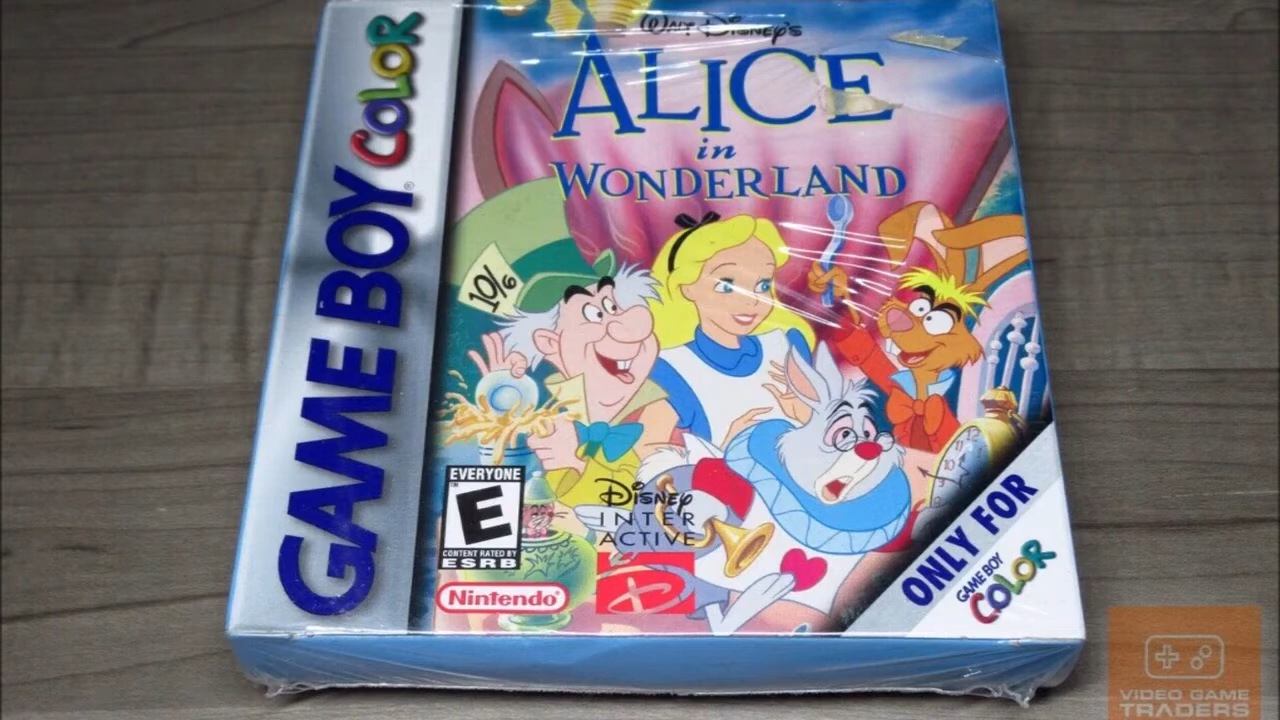 GAME BOY COLOR
WALT DISNEY'S
ALICE
in
WONDERLAND
10/6
EVERYONE
E
CONTENT RATED BY
ESRB
Nintendo®
DISNEY
INTER
ACTIVE
ONLY FOR
GAME BOY
COLOR
VIDEO GAME
TRADERS